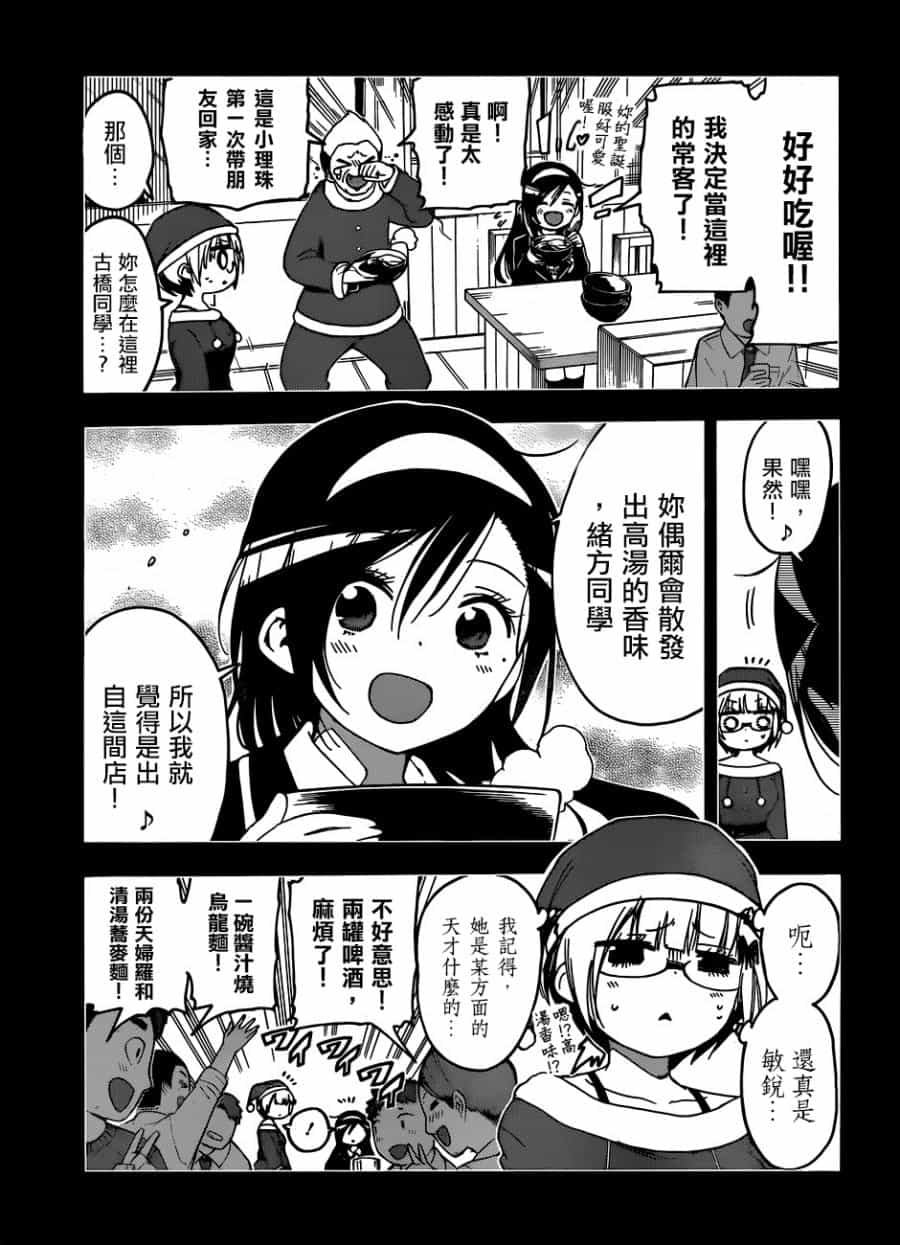 好好吃喔!!
我決定當這裡
的常客了！
妳的聖誕
服好可愛
喔！♥
啊！
真是太
感動了！
這是小理珠
第一次帶朋
友回家…
那個…
妳怎麼在這裡
古橋同學…？
嘿嘿，♪
果然！
妳偶爾會散發
出高湯的香味
，緒方同學
所以我就
覺得是出
自這間店！♪
呃…
還真是
敏銳…
嗯!?高
湯香味!?
我記得，
她是某方面的
天才什麼的…
不好意思！
兩罐啤酒，
麻煩了！
一碗醬汁燒
烏龍麵！
兩份天婦羅和
清湯蕎麥麵！
！
ワイ
ワイ